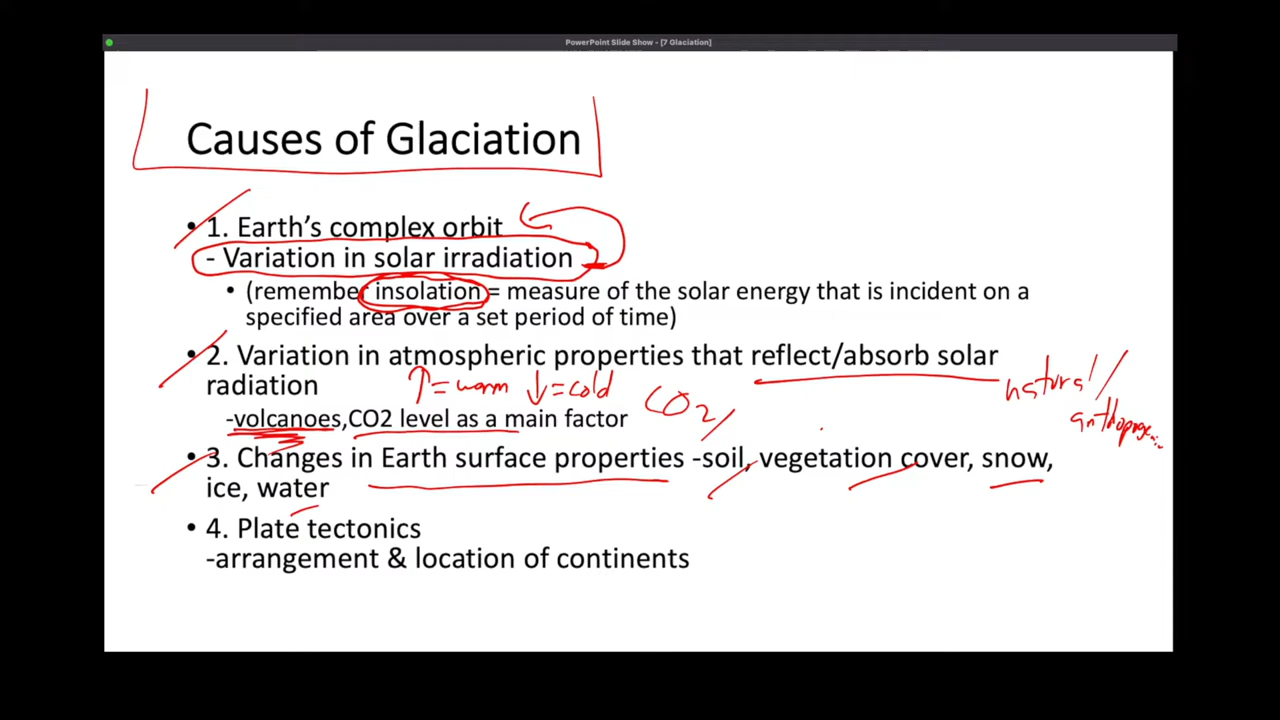 PowerPoint Slide Show - [7 Glaciation]
Causes of Glaciation
• 1. Earth's complex orbit
- Variation in solar irradiation
• (remember insolation = measure of the solar energy that is incident on a
specified area over a set period of time)
• 2. Variation in atmospheric properties that reflect/absorb solar
radiation
↑ = warm ↓ = cold CO2/
natural/
-volcanoes,CO2 level as a main factor
• 3. Changes in Earth surface properties -soil, vegetation cover, snow,
ice, water
• 4. Plate tectonics
-arrangement & location of continents